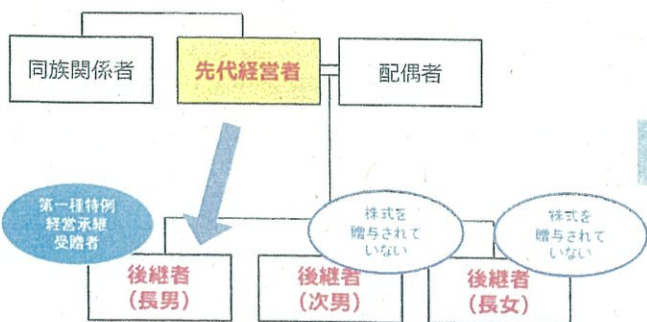 同族関係者
先代経営者
配偶者
第一種特例
経営承継
受贈者
株式を
贈与されて
いない
株式を
贈与されて
いない
後継者
(長男)
後継者
(次男)
後継者
(長女)